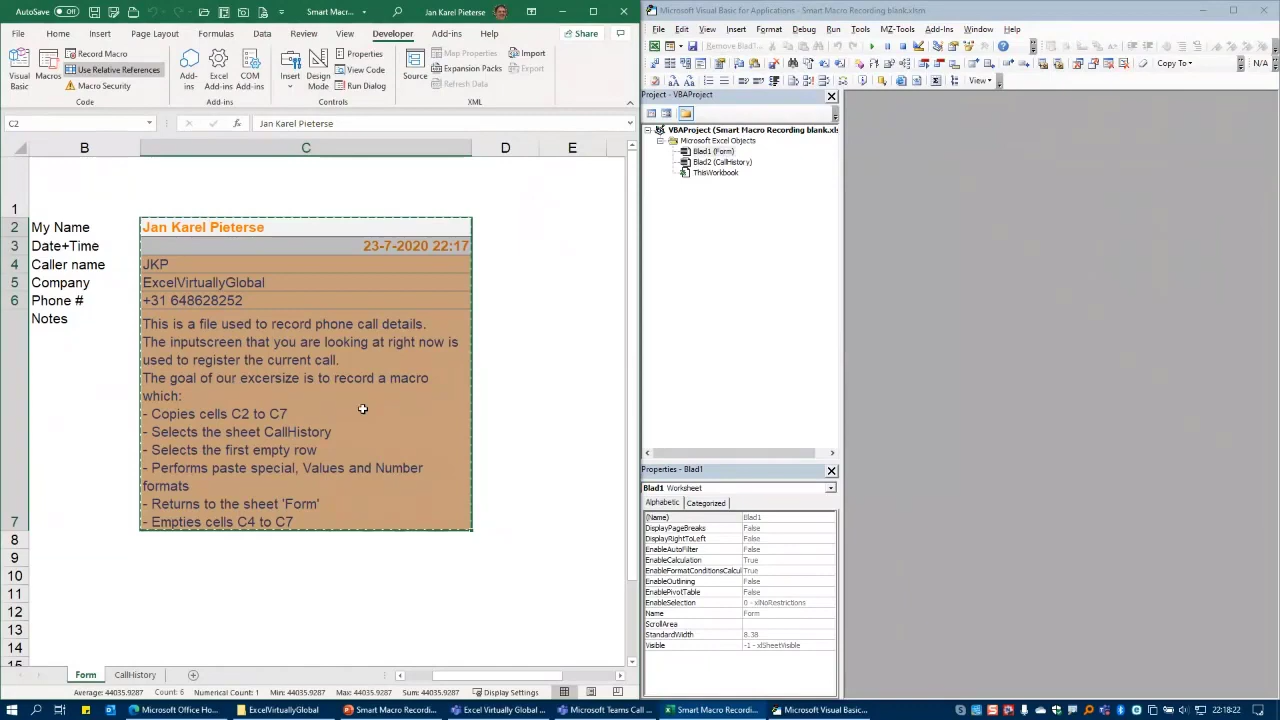 AutoSave Off Smart Mac... Jan Karel Pieterse
File Home Insert Page Layout Formulas Data Review View Developer Add-ins Help Share
Visual Basic
Macros
Record Macro
Use Relative References
Macro Security
Code
Add-ins
Excel Add-ins
COM Add-ins
Add-ins
Insert
Design Mode
Properties
View Code
Run Dialog
Controls
Source
Map Properties
Expansion Packs
Refresh Data
Import
Export
XML
C2 fx Jan Karel Pieterse
B C D E
1
2 My Name Jan Karel Pieterse
3 Date+Time 23-7-2020 22:17
4 Caller name JKP
5 Company ExcelVirtuallyGlobal
6 Phone # +31 648628252
Notes This is a file used to record phone call details.
The inputscreen that you are looking at right now is
used to register the current call.
The goal of our excersize is to record a macro
which:
- Copies cells C2 to C7
- Selects the sheet CallHistory
- Selects the first empty row
- Performs paste special, Values and Number
formats
- Returns to the sheet 'Form'
7 - Empties cells C4 to C7
8
9
10
11
12
13
14
15
Form CallHistory
Average: 44035.9287 Count: 6 Numerical Count: 1 Min: 44035.9287 Max: 44035.9287 Sum: 44035.9287 Display Settings
Microsoft Visual Basic for Applications - Smart Macro Recording blank.xlsm
File Edit View Insert Format Debug Run Tools MZ-Tools Add-Ins Window Help
Remove Blad1...
Copy To N/A
View
Project - VBAProject
VBAProject (Smart Macro Recording blank.xls
Microsoft Excel Objects
Blad1 (Form)
Blad2 (CallHistory)
ThisWorkbook
Properties - Blad1
Blad1 Worksheet
Alphabetic Categorized
(Name) Blad1
DisplayPageBreaks False
DisplayRightToLeft False
EnableAutoFilter False
EnableCalculation True
EnableFormatConditionsCalcul True
EnableOutlining False
EnablePivotTable False
EnableSelection 0 - xlNoRestrictions
Name Form
ScrollArea
StandardWidth 8.38
Visible -1 - xlSheetVisible
Microsoft Office Ho... ExcelVirtuallyGlobal Smart Macro Recordi... Excel Virtually Global ... Microsoft Teams Call ... Smart Macro Recordi... Microsoft Visual Basic... 22:18:22